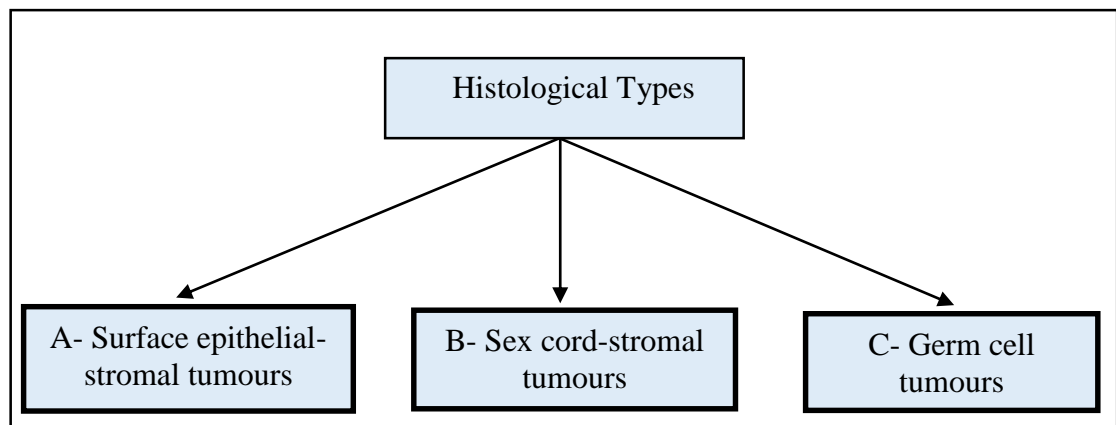 Histological Types
A- Surface epithelial-
stromal tumours
B- Sex cord-stromal
tumours
C- Germ cell
tumours